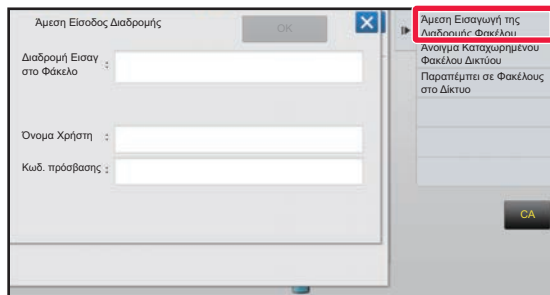 Άμεση Είσοδος Διαδρομής
OK
Διαδρομή Εισαγ
στο Φάκελο :
Όνομα Χρήστη :
Κωδ. πρόσβασης :
Άμεση Εισαγωγή της
Διαδρομής Φακέλου
Άνοιγμα Καταχωρημένου
Φακέλου Δικτύου
Παραπέμπει σε Φακέλους
στο Δίκτυο
CA